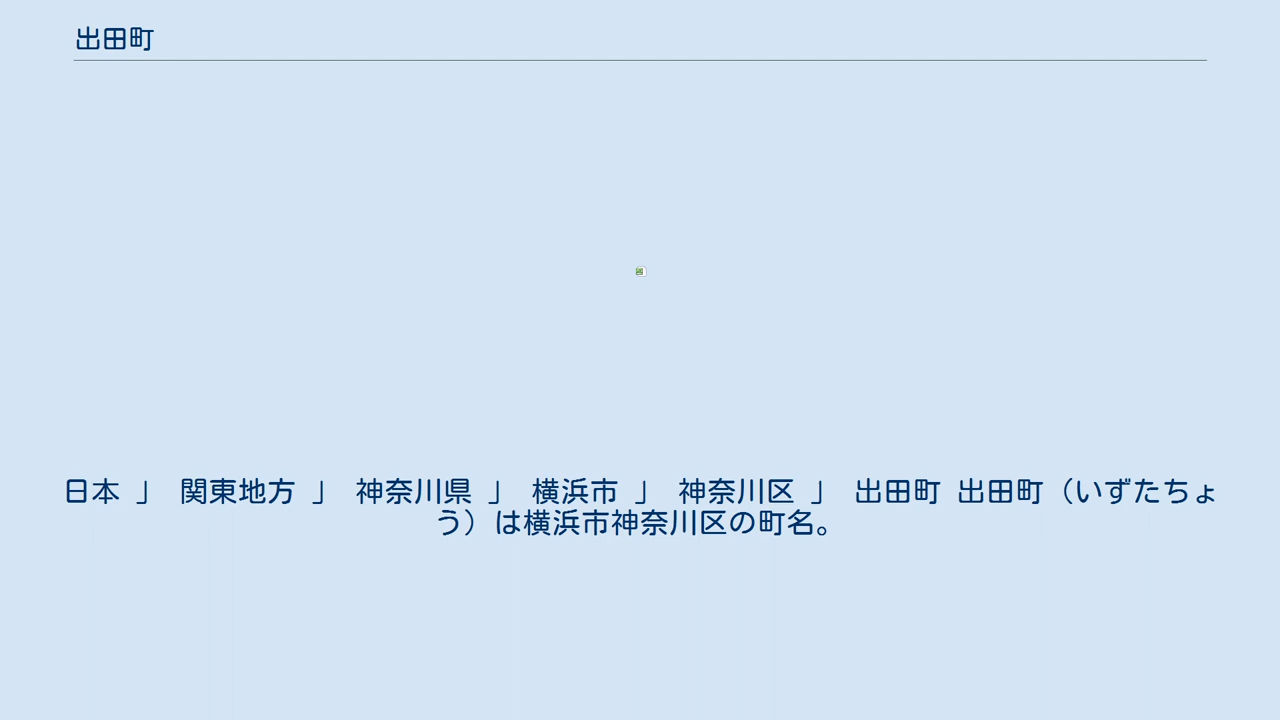 出田町
日本 」 関東地方 」 神奈川県 」 横浜市 」 神奈川区 」 出田町 出田町（いずたちょ
う）は横浜市神奈川区の町名。